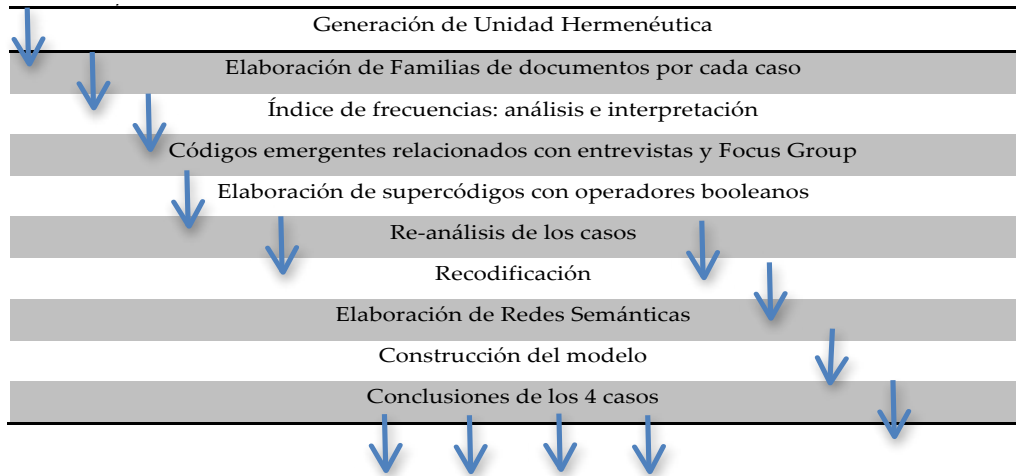 Generación de Unidad Hermenéutica
Elaboración de Familias de documentos por cada caso
Índice de frecuencias: análisis e interpretación
Códigos emergentes relacionados con entrevistas y Focus Group
Elaboración de supercódigos con operadores booleanos
Re-análisis de los casos
Recodificación
Elaboración de Redes Semánticas
Construcción del modelo
Conclusiones de los 4 casos